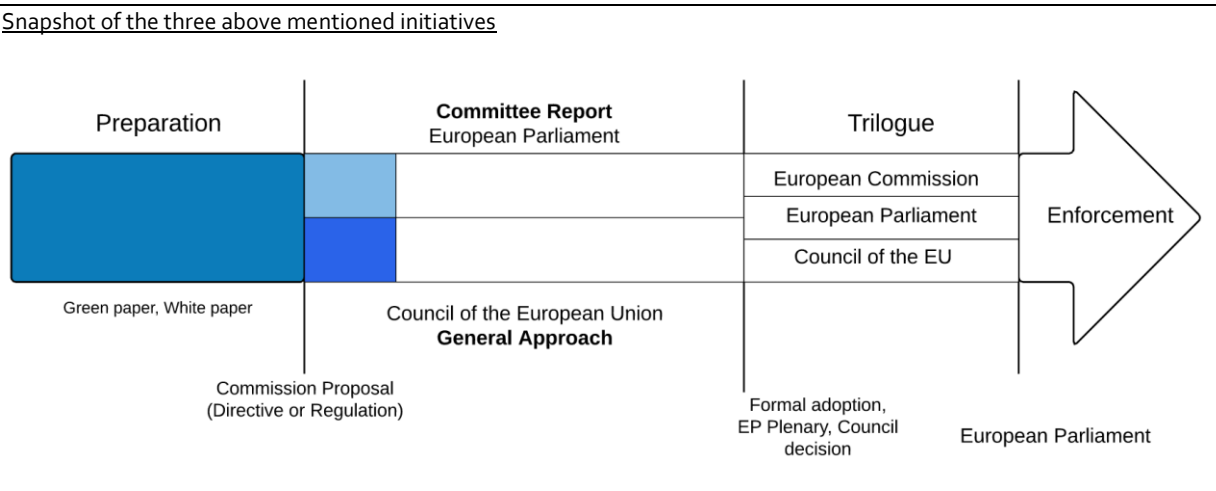 Snapshot of the three above mentioned initiatives
Preparation
Committee Report
European Parliament
Trilogue
European Commission
European Parliament
Council of the EU
Enforcement
Green paper, White paper
Council of the European Union
General Approach
Commission Proposal
(Directive or Regulation)
Formal adoption,
EP Plenary, Council
decision
European Parliament